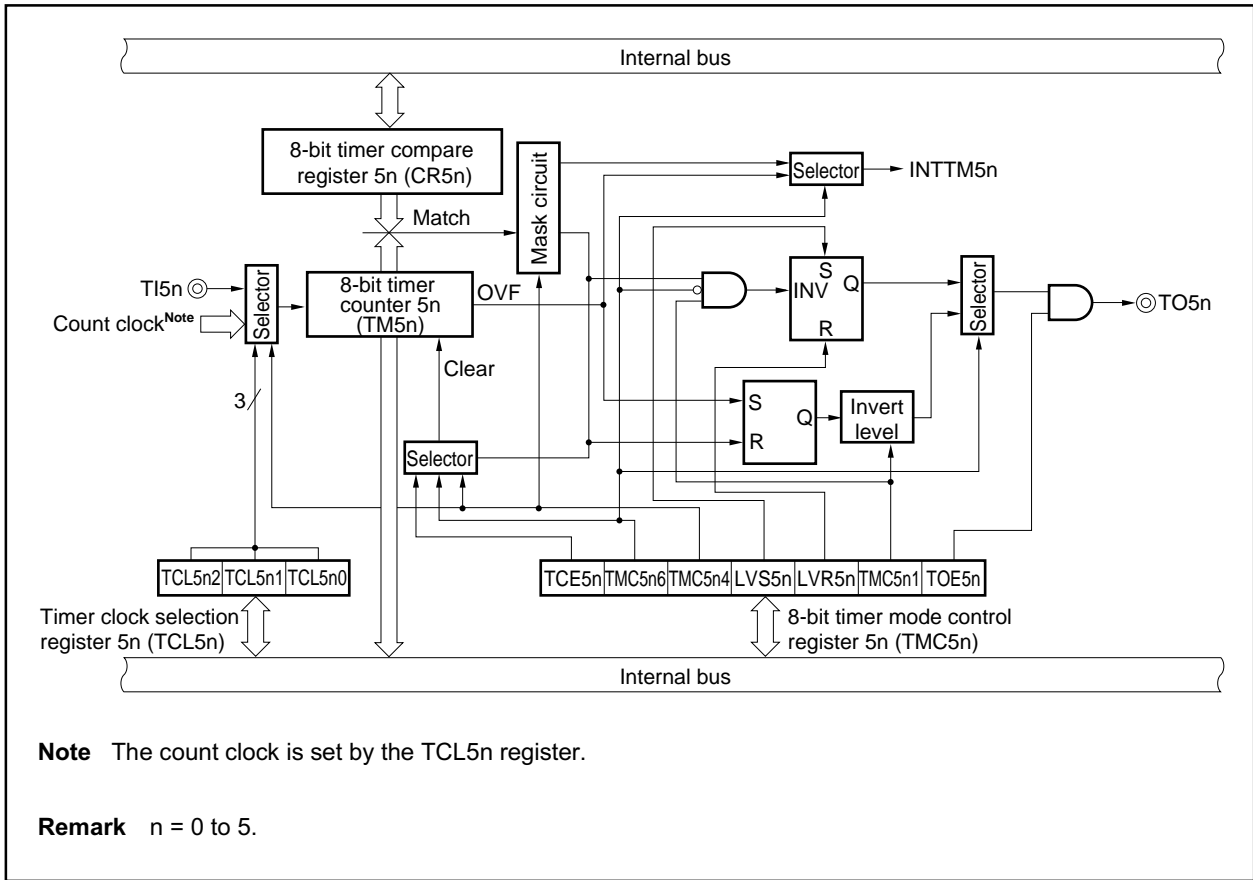 Internal bus
8-bit timer compare
register 5n (CR5n)
Match
Mask circuit
Selector
INTTM5n
TI5n
Count clockNote
Selector
8-bit timer
counter 5n
(TM5n)
OVF
Clear
S
INV
Q
R
Selector
TO5n
3
S
R
Q
Invert
level
Selector
TCL5n2 TCL5n1 TCL5n0
TCE5n TMC5n6 TMC5n4 LVS5n LVR5n TMC5n1 TOE5n
Timer clock selection
register 5n (TCL5n)
8-bit timer mode control
register 5n (TMC5n)
Internal bus
Note The count clock is set by the TCL5n register.
Remark n = 0 to 5.